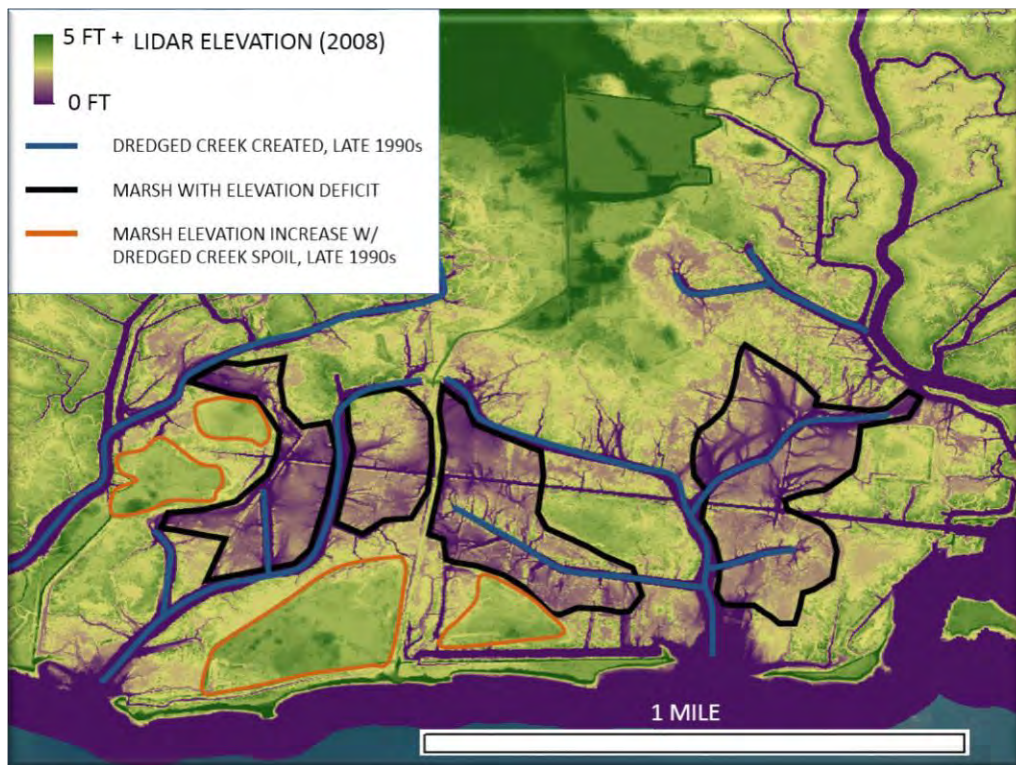 5 FT + LIDAR ELEVATION (2008)
0 FT
DREDGED CREEK CREATED, LATE 1990s
MARSH WITH ELEVATION DEFICIT
MARSH ELEVATION INCREASE W/
DREDGED CREEK SPOIL, LATE 1990s
1 MILE